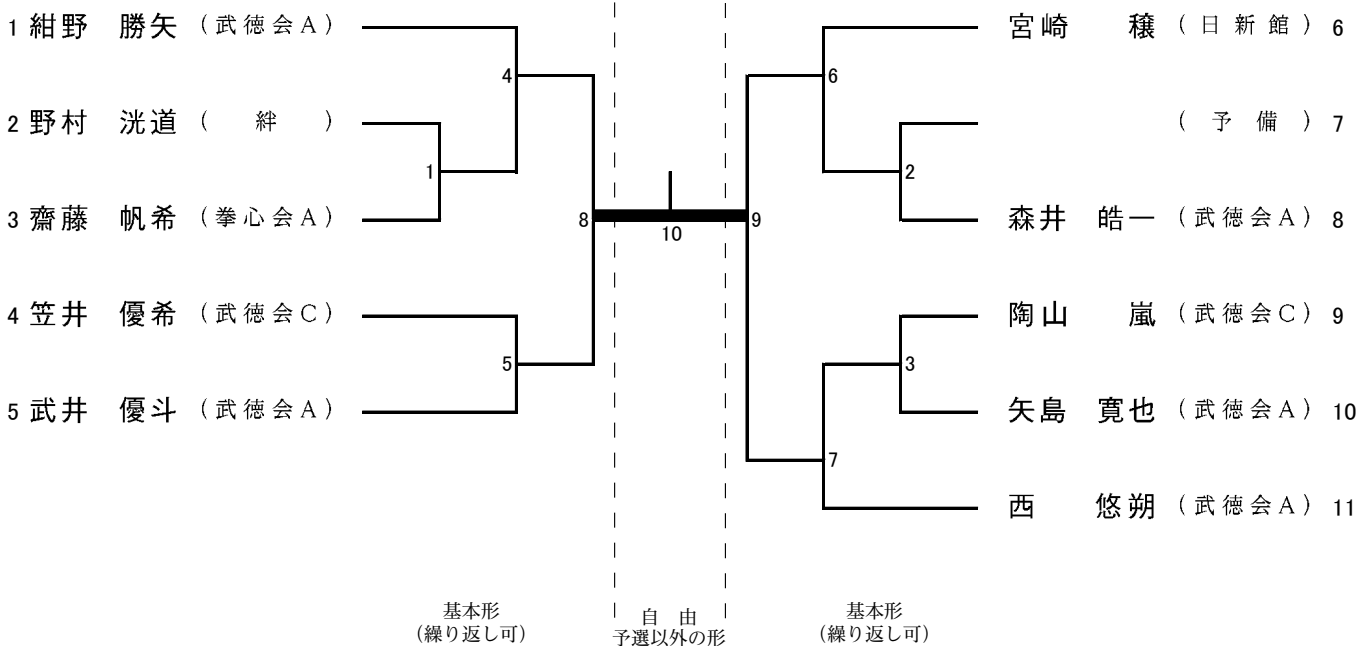 1 紺野 勝矢 (武徳会A)
4
2 野村 洸道 (絆)
1
3 齋藤 帆希 (拳心会A)
8
4 笠井 優希 (武徳会C)
5
5 武井 優斗 (武徳会A)
10
宮崎 穣 (日新館) 6
6
(予備) 7
2
森井 皓一 (武徳会A) 8
9
陶山 嵐 (武徳会C) 9
3
矢島 寛也 (武徳会A) 10
7
西 悠朔 (武徳会A) 11
基本形
(繰り返し可)
自由
予選以外の形
基本形
(繰り返し可)